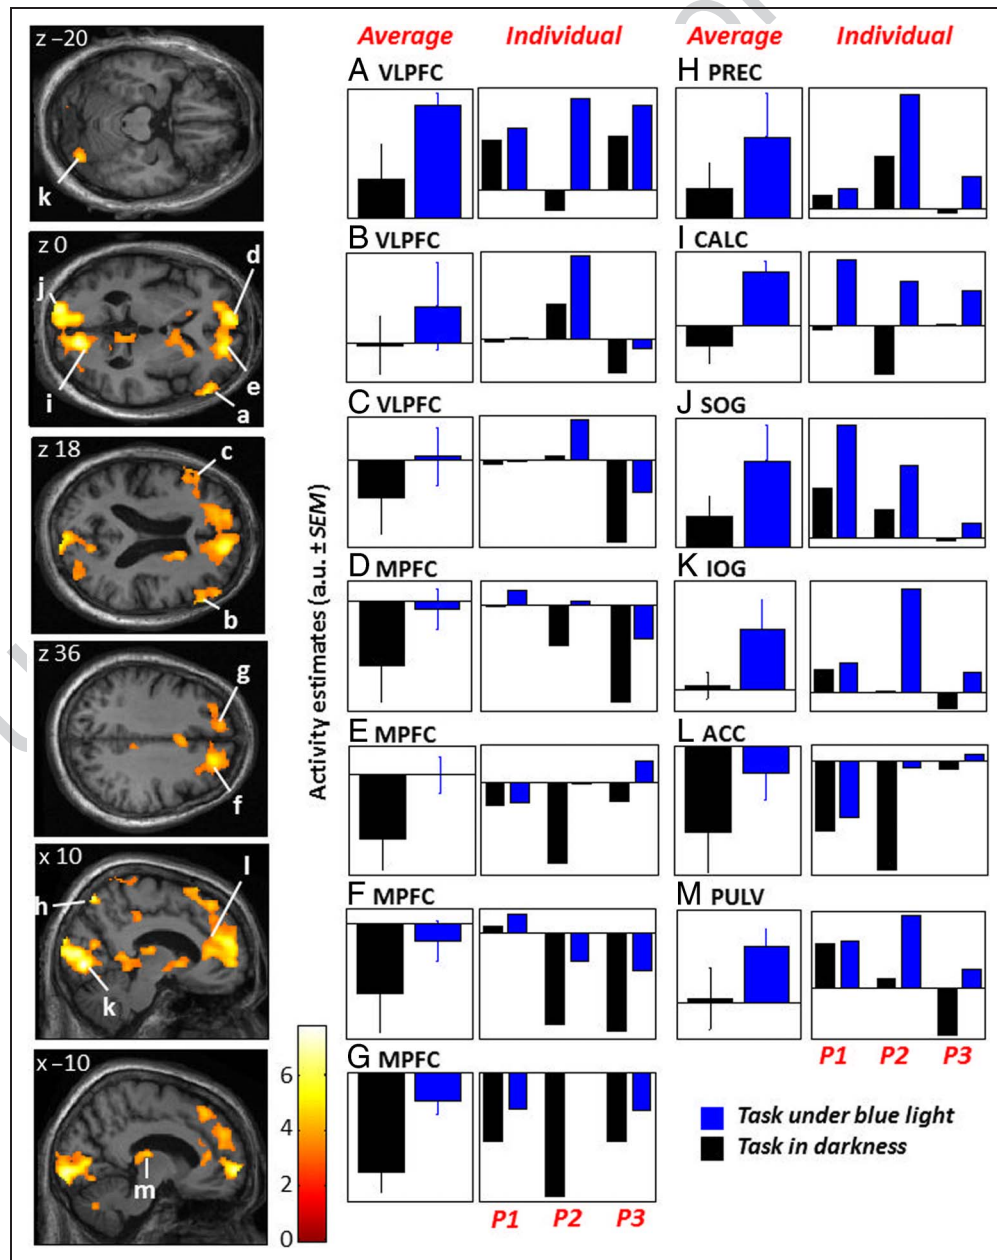 Average Individual Average Individual
A VLPFC
H PREC
B VLPFC
I CALC
C VLPFC
J SOG
D MPFC
K IOG
E MPFC
L ACC
F MPFC
M PULV
G MPFC
Activity estimates (a.u. ± SEM)
P1 P2 P3
P1 P2 P3
Task under blue light
Task in darkness
z −20
k
z 0
j
d
i
e
a
z 18
c
b
z 36
g
f
x 10
h
l
k
x −10
m
6
4
2
0